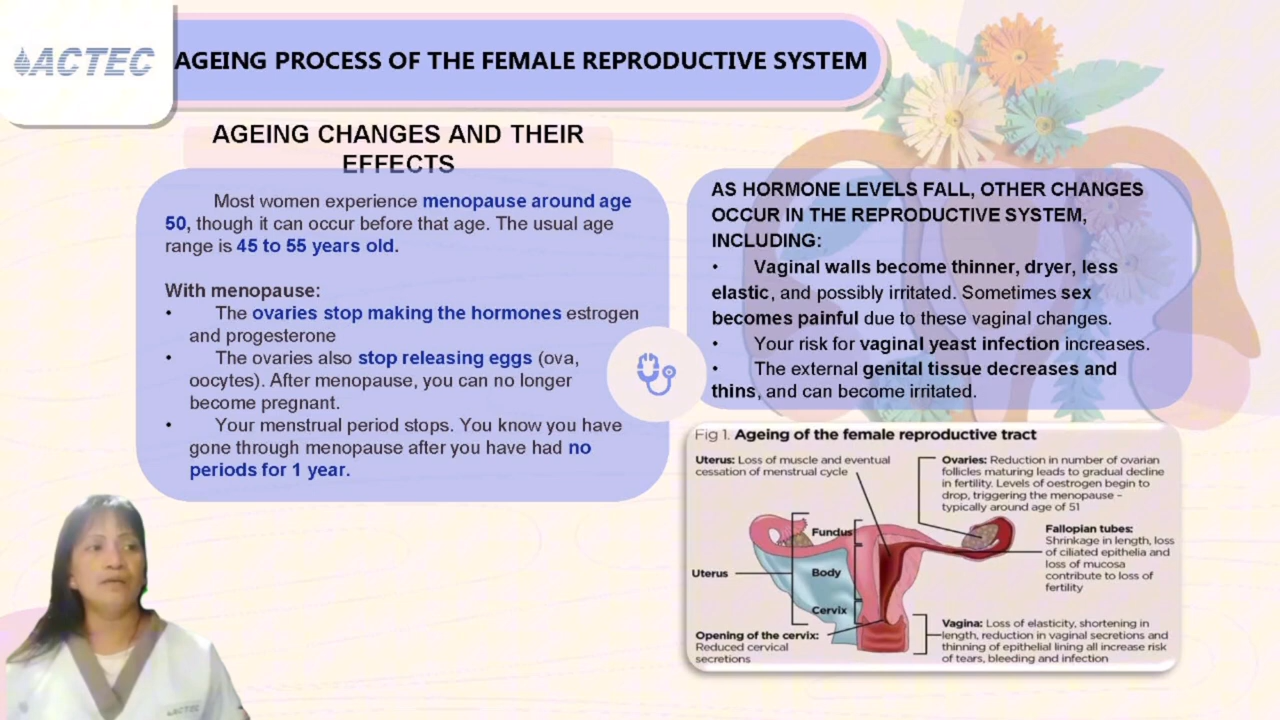 ACTEC
AGEING PROCESS OF THE FEMALE REPRODUCTIVE SYSTEM
AGEING CHANGES AND THEIR
EFFECTS
Most women experience menopause around age
50, though it can occur before that age. The usual age
range is 45 to 55 years old.
With menopause:
• The ovaries stop making the hormones estrogen
and progesterone
• The ovaries also stop releasing eggs (ova,
oocytes). After menopause, you can no longer
become pregnant.
• Your menstrual period stops. You know you have
gone through menopause after you have had no
periods for 1 year.
AS HORMONE LEVELS FALL, OTHER CHANGES
OCCUR IN THE REPRODUCTIVE SYSTEM,
INCLUDING:
• Vaginal walls become thinner, dryer, less
elastic, and possibly irritated. Sometimes sex
becomes painful due to these vaginal changes.
• Your risk for vaginal yeast infection increases.
• The external genital tissue decreases and
thins, and can become irritated.
Fig 1. Ageing of the female reproductive tract
Uterus: Loss of muscle and eventual
cessation of menstrual cycle
Ovaries: Reduction in number of ovarian
follicles maturing leads to gradual decline
in fertility. Levels of oestrogen begin to
drop, triggering the menopause –
typically around age of 51
Fundus
Body
Cervix
Uterus
Fallopian tubes:
Shrinkage in length, loss
of ciliated epithelia and
loss of mucosa
contribute to loss of
fertility
Opening of the cervix:
Reduced cervical
secretions
Vagina: Loss of elasticity, shortening in
length, reduction in vaginal secretions and
thinning of epithelial lining all increase risk
of tears, bleeding and infection
ACTEC